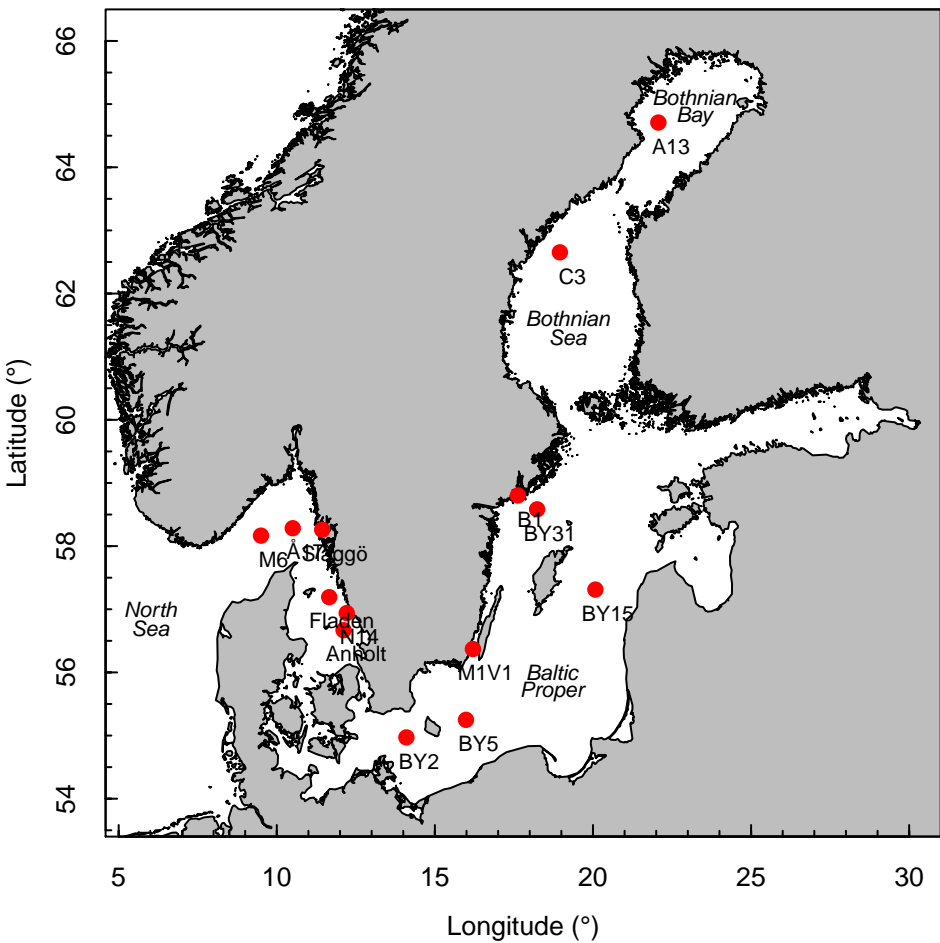 66
64
62
60
58
56
54
Latitude (°)
Bothnian
Bay
A13
C3
Bothnian
Sea
B1
BY31
M6
A17
Släggö
BY15
North
Sea
Fladen
N14
Anholt
M1V1
Baltic
Proper
BY5
BY2
5
10
15
20
25
30
Longitude (°)